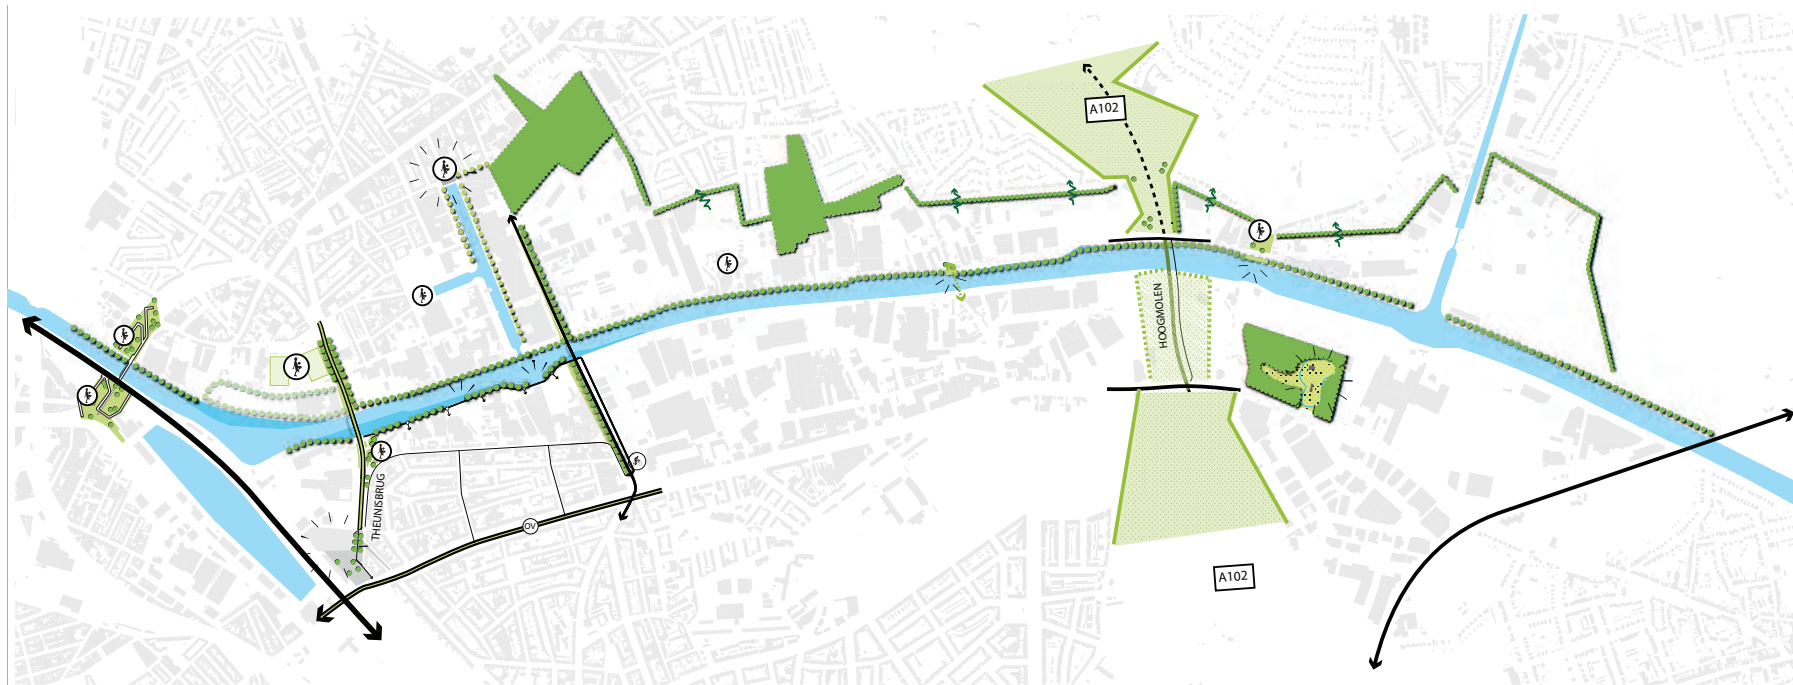 A102
HOOGMOLEN
THEUNISBRUG
OV
A102